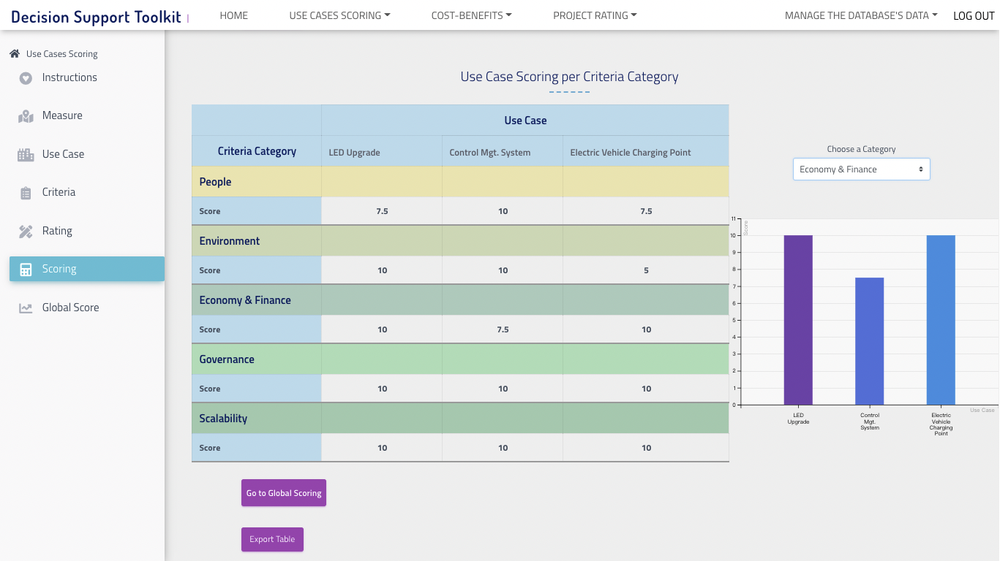 Decision Support Toolkit |
HOME
USE CASES SCORING
COST-BENEFITS
PROJECT RATING
MANAGE THE DATABASE'S DATA
LOG OUT
Use Cases Scoring
Instructions
Measure
Use Case
Criteria
Rating
Scoring
Global Score
Use Case Scoring per Criteria Category
Use Case
Criteria Category LED Upgrade Control Mgt. System Electric Vehicle Charging Point
People
Score 7.5 10 7.5
Environment
Score 10 10 5
Economy & Finance
Score 10 7.5 10
Governance
Score 10 10 10
Scalability
Score 10 10 10
Go to Global Scoring
Export Table
Choose a Category
Economy & Finance
Score
11
10
9
8
7
6
5
4
3
2
1
0
Use Case
LED
Upgrade
Control
Mgt.
System
Electric
Vehicle
Charging
Point